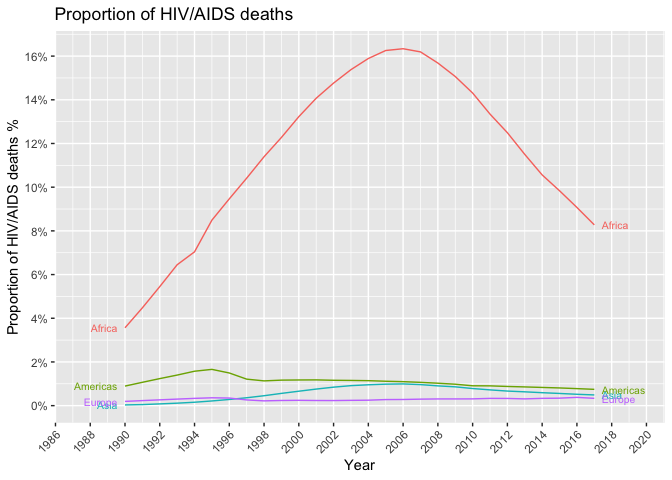 Proportion of HIV/AIDS deaths
Proportion of HIV/AIDS deaths %
16%
14%
12%
10%
8%
6%
4%
2%
0%
Africa
Africa
Americas
Europe
Asia
Americas
Asia
Europe
1986 1988 1990 1992 1994 1996 1998 2000 2002 2004 2006 2008 2010 2012 2014 2016 2018 2020
Year